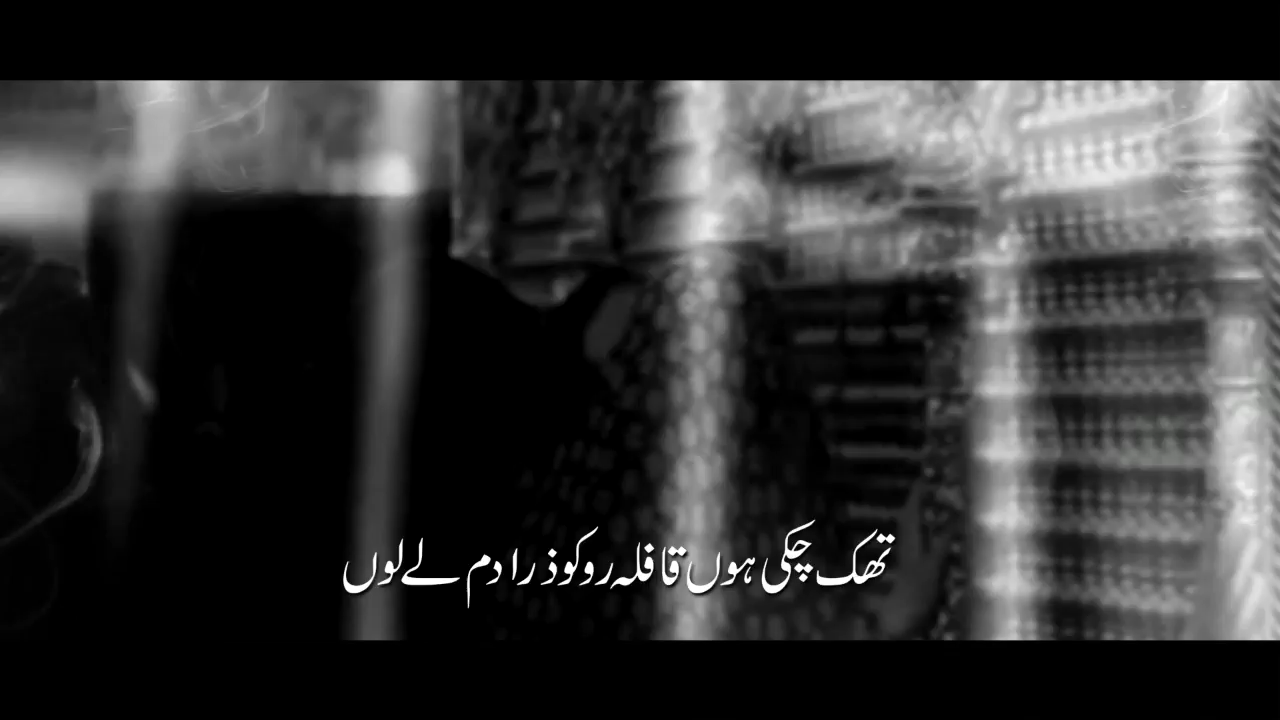 تھک چکی ہوں قافلہ روکو ذرا دم لے لوں